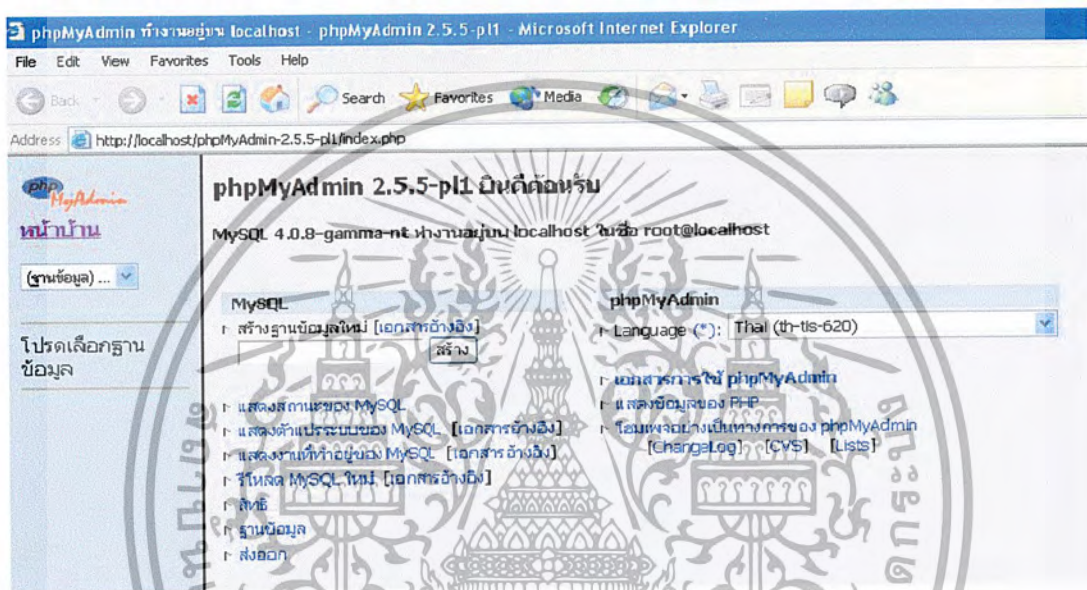 phpMyAdmin ทำงานอยู่บน localhost - phpMyAdmin 2.5.5-pl1 - Microsoft Internet Explorer
File Edit View Favorites Tools Help
Back Search Favorites Media
Address http://localhost/phpMyAdmin-2.5.5-pl1/index.php
php MyAdmin
หน้าบ้าน
(ฐานข้อมูล) ...
โปรดเลือกฐาน
ข้อมูล
phpMyAdmin 2.5.5-pl1 ยินดีต้อนรับ
MySQL 4.0.8-gamma-nt ทำงานอยู่บน localhost ในชื่อ root@localhost
MySQL
สร้างฐานข้อมูลใหม่ [เอกสารอ้างอิง]
สร้าง
แสดงสถานะของ MySQL
แสดงตัวแปรระบบของ MySQL [เอกสารอ้างอิง]
แสดงงานที่ทำอยู่ของ MySQL [เอกสารอ้างอิง]
รีโหลด MySQL ใหม่ [เอกสารอ้างอิง]
สิทธิ
ฐานข้อมูล
ส่งออก
phpMyAdmin
Language (*): Thai (th-tis-620)
เอกสารการใช้ phpMyAdmin
แสดงข้อมูลของ PHP
โฮมเพจอย่างเป็นทางการของ phpMyAdmin
[ChangeLog] [CVS] [Lists]